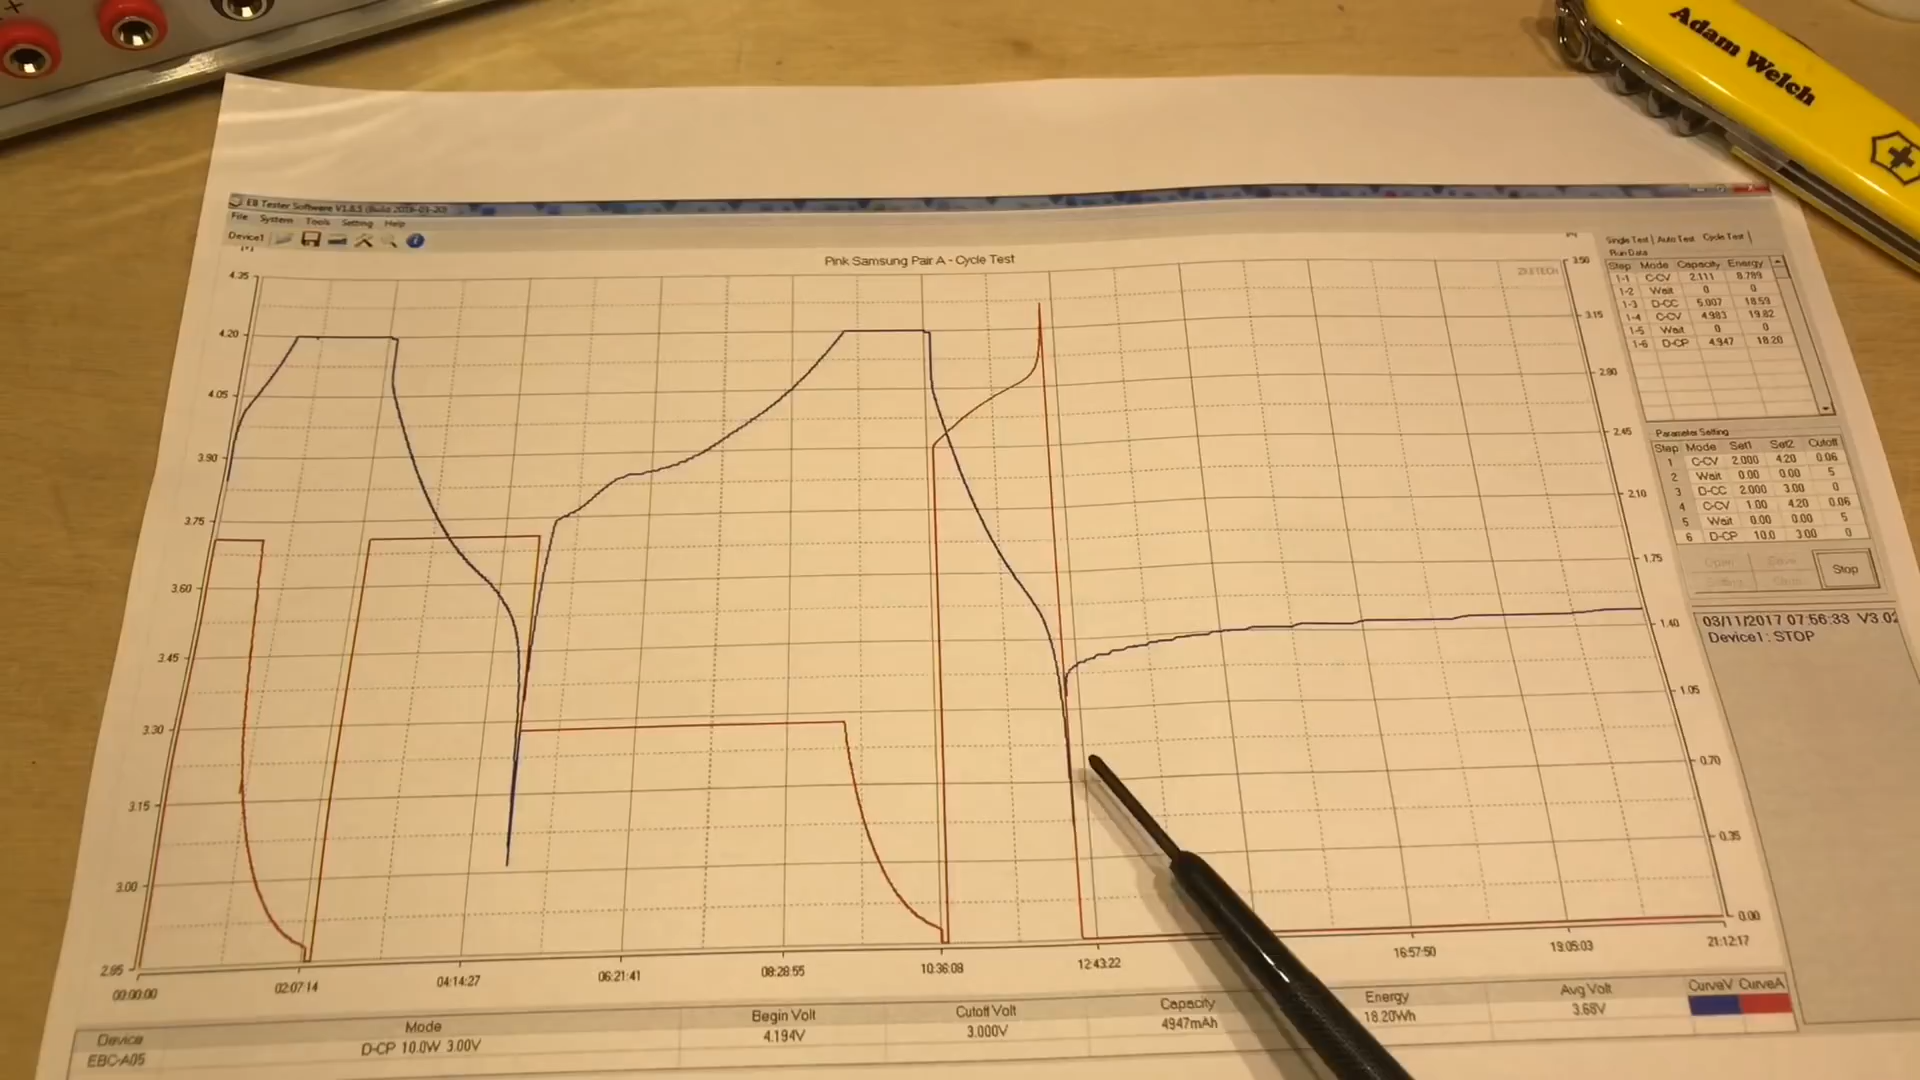 Adam Welch
EB Tester Software V1.8.5 (Build 2016-03-20)
File System Tools Setting Help
Device1
Pink Samsung Pair A - Cycle Test
ZKETECH
4.35
4.20
4.05
3.90
3.75
3.60
3.45
3.30
3.15
3.00
2.85
3.50
3.15
2.80
2.45
2.10
1.75
1.40
1.05
0.70
0.35
0.00
00:00:00 02:07:14 04:14:27 06:21:41 08:28:55 10:36:08 12:43:22 16:57:50 19:05:03 21:12:17
Single Test Auto Test Cycle Test
Run Data
Step Mode Capacity Energy
1-1 C-CV 2.111 8.789
1-2 Wait 0 0
1-3 D-CC 5.007 18.59
1-4 C-CV 4.983 19.82
1-5 Wait 0 0
1-6 D-CP 4.947 18.20
Parameter Setting
Step Mode Set1 Set2 Cutoff
1 C-CV 2.000 4.20 0.06
2 Wait 0.00 0.00 5
3 D-CC 2.000 3.00 0
4 C-CV 1.00 4.20 0.06
5 Wait 0.00 0.00 5
6 D-CP 10.0 3.00 0
Open Save
Stop
03/11/2017 07:56:33 V3.02
Device1: STOP
Device Mode Begin Volt Cutoff Volt Capacity Energy Avg Volt CurveV CurveA
EBC-A05 D-CP 10.0W 3.00V 4.194V 3.000V 4947mAh 18.20Wh 3.68V